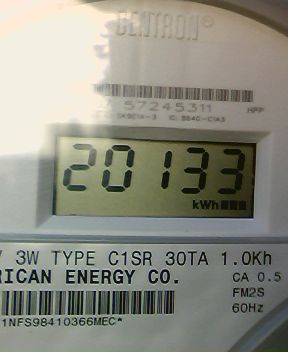 CENTRON®
57245311
HPP
20133
kWh
3W TYPE C1SR 30TA 1.0Kh
RICAN ENERGY CO. CA 0.5
FM2S
1NFS98410366MEC* 60Hz